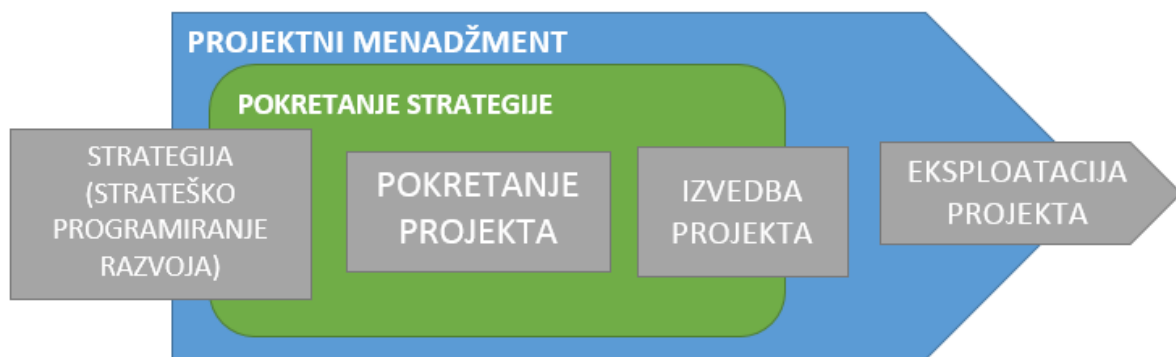 PROJEKTNI MENADŽMENT
POKRETANJE STRATEGIJE
STRATEGIJA
(STRATEŠKO
PROGRAMIRANJE
RAZVOJA)
POKRETANJE
PROJEKTA
IZVEDBA
PROJEKTA
EKSPLOATACIJA
PROJEKTA